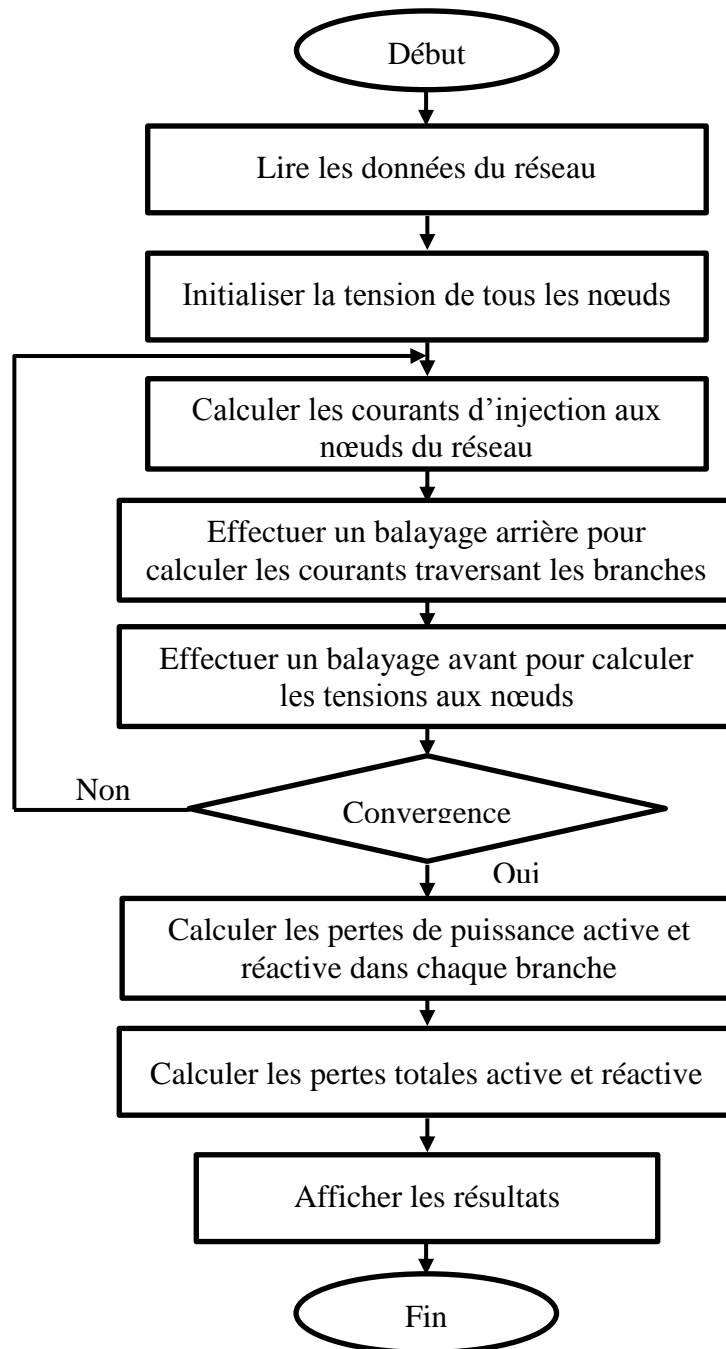 Début
Lire les données du réseau
Initialiser la tension de tous les nœuds
Calculer les courants d’injection aux
nœuds du réseau
Effectuer un balayage arrière pour
calculer les courants traversant les branches
Effectuer un balayage avant pour calculer
les tensions aux nœuds
Non
Convergence
Oui
Calculer les pertes de puissance active et
réactive dans chaque branche
Calculer les pertes totales active et réactive
Afficher les résultats
Fin